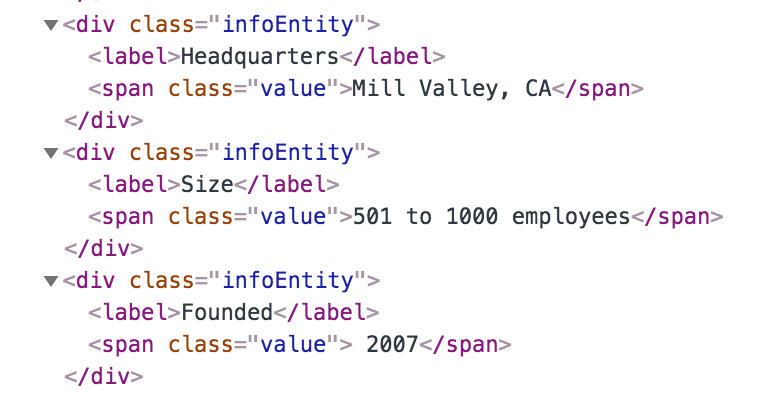 <div class="infoEntity">
<label>Headquarters</label>
<span class="value">Mill Valley, CA</span>
</div>
<div class="infoEntity">
<label>Size</label>
<span class="value">501 to 1000 employees</span>
</div>
<div class="infoEntity">
<label>Founded</label>
<span class="value"> 2007</span>
</div>